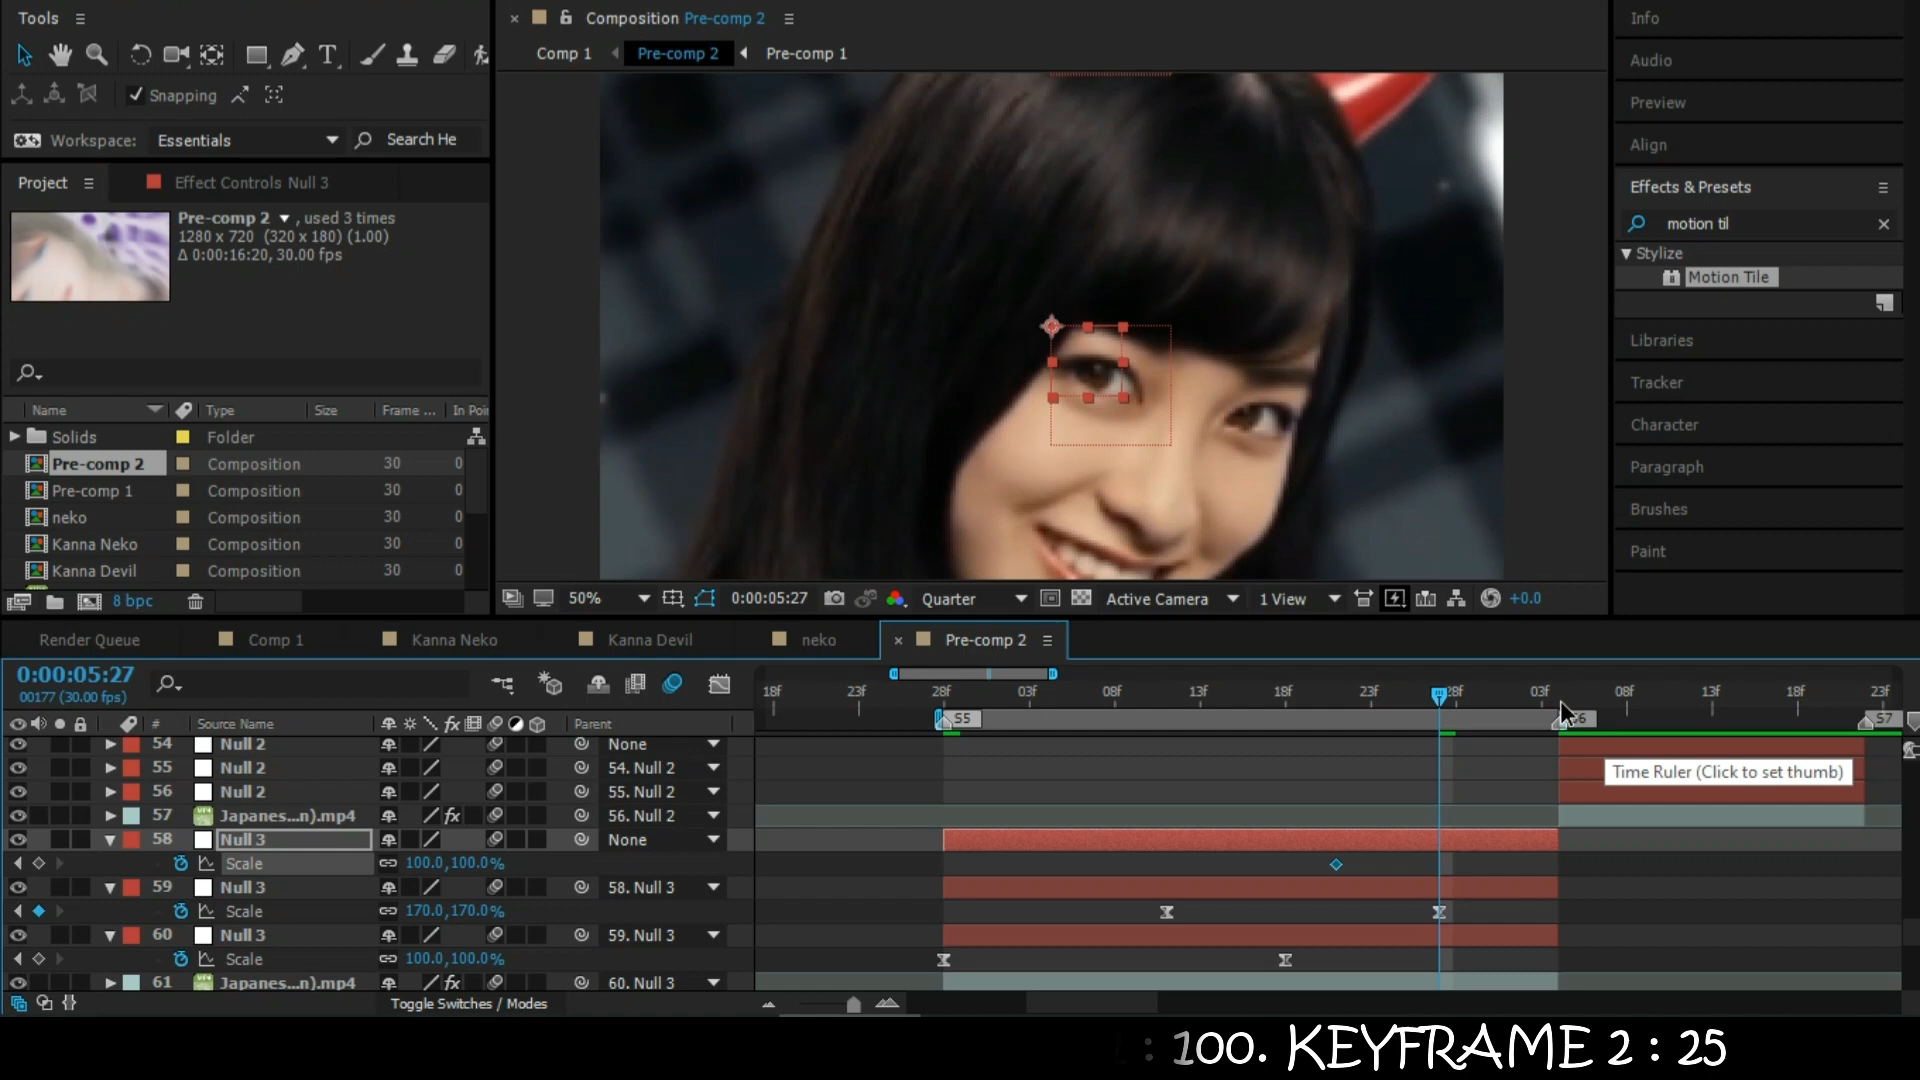 Tools
Snapping
Workspace: Essentials Search He
Project Effect Controls Null 3
Pre-comp 2 , used 3 times
1280 x 720 (320 x 180) (1.00)
Δ 0:00:16:20, 30.00 fps
Name Type Size Frame ... In Poi
Solids Folder
Pre-comp 2 Composition 30 0
Pre-comp 1 Composition 30 0
neko Composition 30 0
Kanna Neko Composition 30 0
Kanna Devil Composition 30 0
8 bpc
Composition Pre-comp 2
Comp 1 Pre-comp 2 Pre-comp 1
50% 0:00:05:27 Quarter Active Camera 1 View +0.0
Info
Audio
Preview
Align
Effects & Presets
motion til
Stylize
Motion Tile
Libraries
Tracker
Character
Paragraph
Brushes
Paint
Render Queue Comp 1 Kanna Neko Kanna Devil neko Pre-comp 2
0:00:05:27
00177 (30.00 fps)
18f 23f 28f 03f 08f 13f 18f 23f 28f 03f 08f 13f 18f 23f
55 57
# Source Name fx Parent
54 Null 2 None
55 Null 2 54. Null 2
56 Null 2 55. Null 2
57 Japanes...n).mp4 fx 56. Null 2
58 Null 3 None
Scale 100.0,100.0%
59 Null 3 58. Null 3
Scale 170.0,170.0%
60 Null 3 59. Null 3
Scale 100.0,100.0%
61 Japanes...n).mp4 fx 60. Null 3
Toggle Switches / Modes
Time Ruler (Click to set thumb)
: 100. KEYFRAME 2 : 25